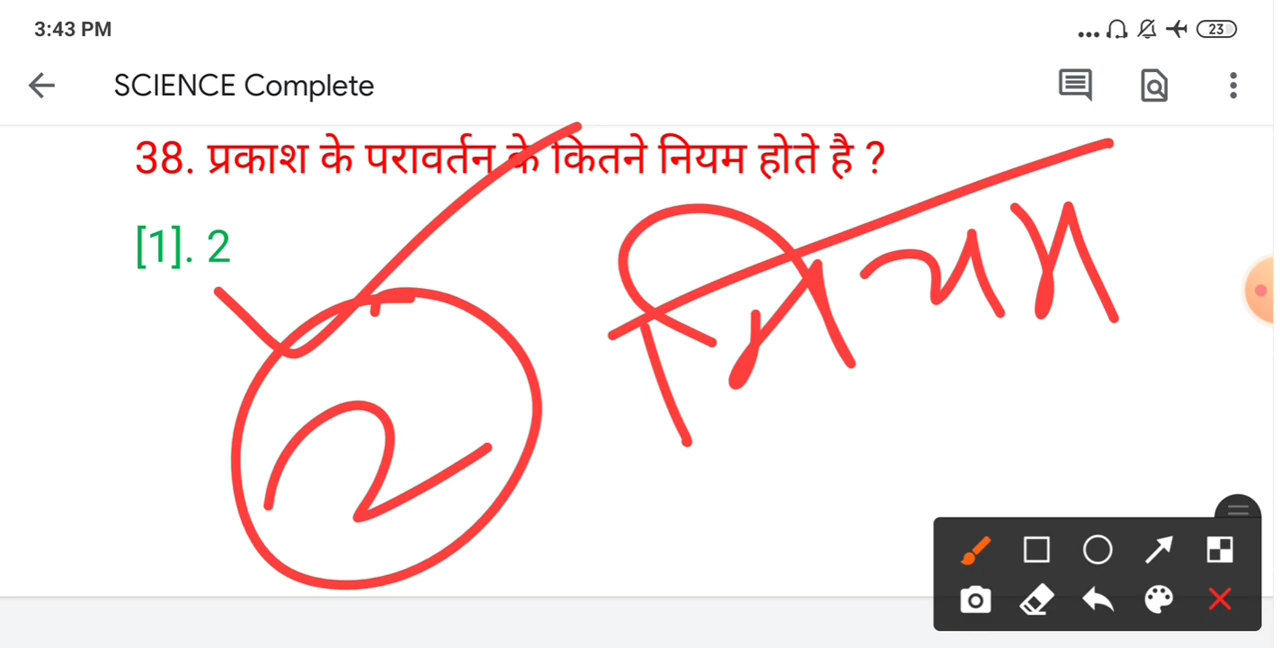 3:43 PM
23
SCIENCE Complete
38. प्रकाश के परावर्तन के कितने नियम होते है ?
[1]. 2
2 नियम